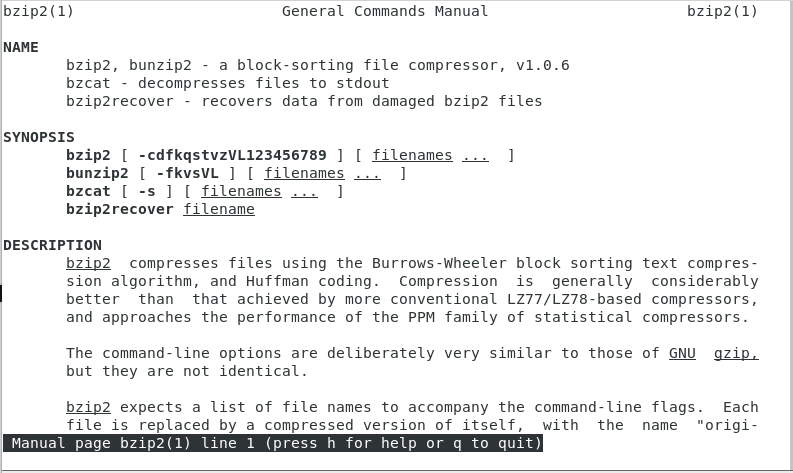 bzip2(1)                       General Commands Manual                      bzip2(1)
NAME
bzip2, bunzip2 - a block-sorting file compressor, v1.0.6
bzcat - decompresses files to stdout
bzip2recover - recovers data from damaged bzip2 files
SYNOPSIS
bzip2 [ -cdfkqstvzVL123456789 ] [ filenames ...  ]
bunzip2 [ -fkvsVL ] [ filenames ...  ]
bzcat [ -s ] [ filenames ...  ]
bzip2recover filename
DESCRIPTION
bzip2  compresses files using the Burrows-Wheeler block sorting text compres-
sion algorithm, and Huffman coding.  Compression  is  generally  considerably
better  than  that achieved by more conventional LZ77/LZ78-based compressors,
and approaches the performance of the PPM family of statistical compressors.
The command-line options are deliberately very similar to those of GNU  gzip,
but they are not identical.
bzip2 expects a list of file names to accompany the command-line flags.  Each
file is replaced by a compressed version of itself,  with  the  name  "origi-
Manual page bzip2(1) line 1 (press h for help or q to quit)